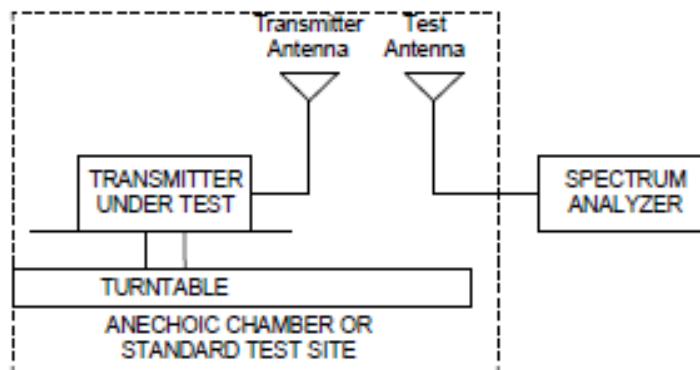 Transmitter
Antenna
Test
Antenna
TRANSMITTER
UNDER TEST
SPECTRUM
ANALYZER
TURNTABLE
ANECHOIC CHAMBER OR
STANDARD TEST SITE